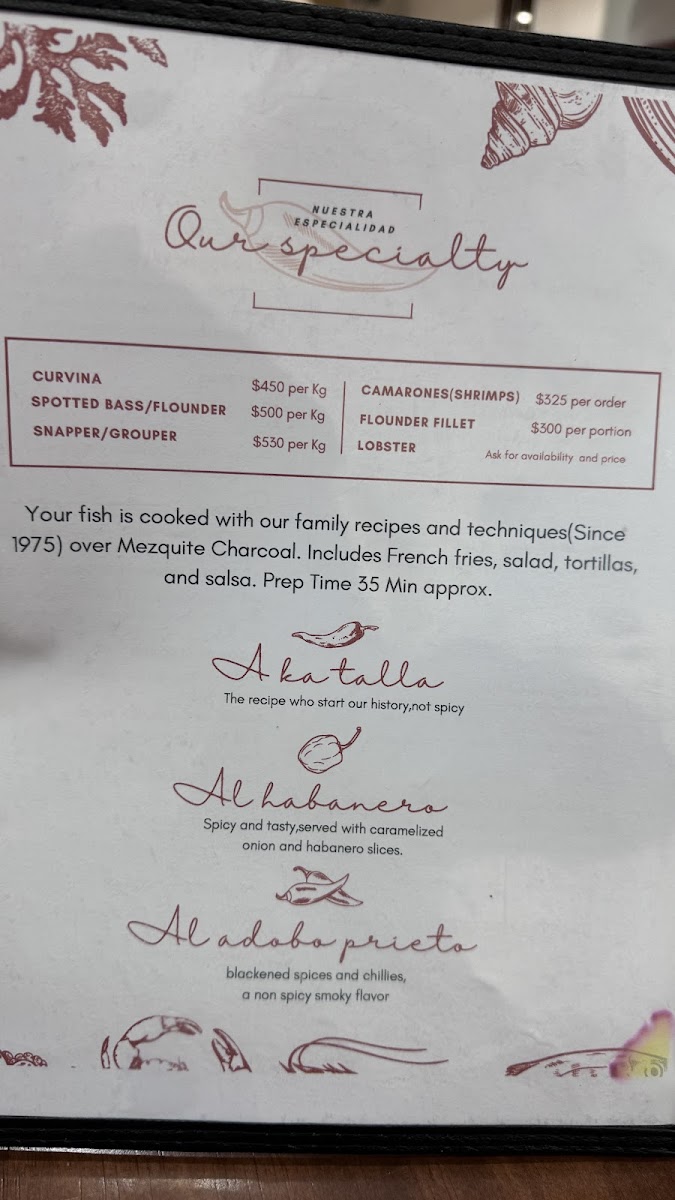 NUESTRA
ESPECIALIDAD
Our specialty
CURVINA $450 per Kg
SPOTTED BASS/FLOUNDER $500 per Kg
SNAPPER/GROUPER $530 per Kg
CAMARONES(SHRIMPS) $325 per order
FLOUNDER FILLET $300 per portion
LOBSTER Ask for availability and price
Your fish is cooked with our family recipes and techniques(Since
1975) over Mezquite Charcoal. Includes French fries, salad, tortillas,
and salsa. Prep Time 35 Min approx.
A ka talla
The recipe who start our history,not spicy
Al habanero
Spicy and tasty,served with caramelized
onion and habanero slices.
Al adobo prieto
blackened spices and chillies,
a non spicy smoky flavor